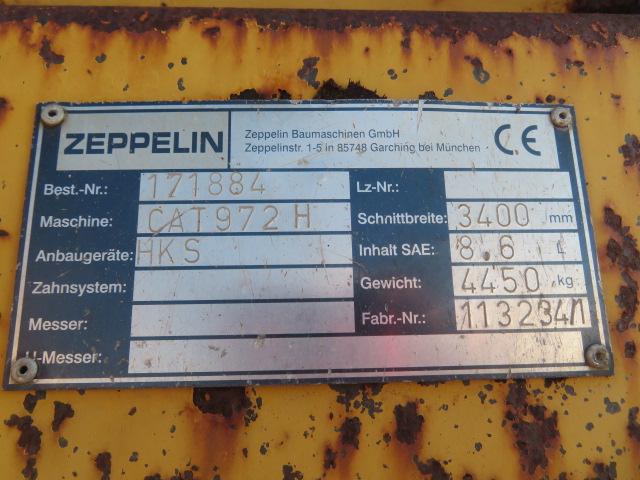 ZEPPELIN
Zeppelin Baumaschinen GmbH
Zeppelinstr. 1-5 in 85748 Garching bei München
CE
Best.-Nr.: 171884 Lz-Nr.:
Maschine: CAT972H Schnittbreite: 3400 mm
Anbaugeräte: HKS Inhalt SAE: 8.6 L
Zahnsystem: Gewicht: 4450 kg
Messer: Fabr.-Nr.: 113234/1
U-Messer: